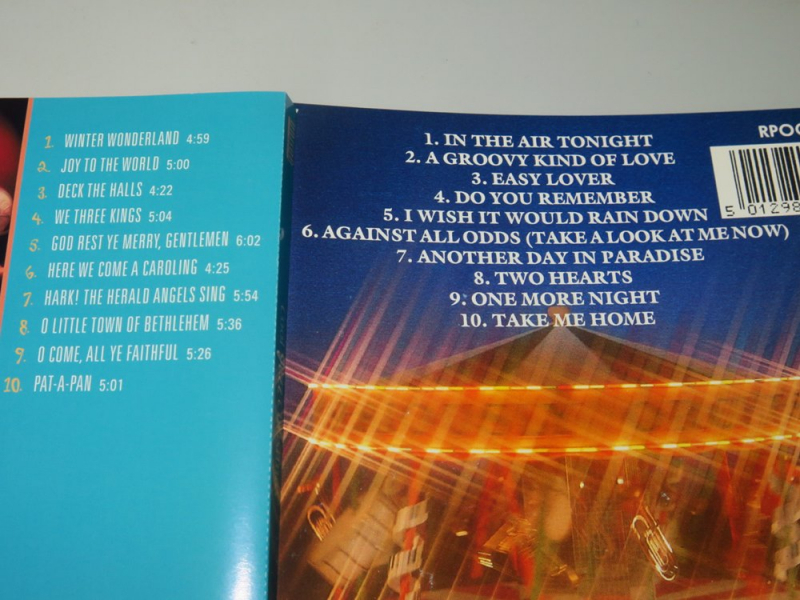 1. WINTER WONDERLAND 4:59
2. JOY TO THE WORLD 5:00
3. DECK THE HALLS 4:22
4. WE THREE KINGS 5:04
5. GOD REST YE MERRY, GENTLEMEN 6:02
6. HERE WE COME A CAROLING 4:25
7. HARK! THE HERALD ANGELS SING 5:54
8. O LITTLE TOWN OF BETHLEHEM 5:36
9. O COME, ALL YE FAITHFUL 5:26
10. PAT-A-PAN 5:01
1. IN THE AIR TONIGHT
2. A GROOVY KIND OF LOVE
3. EASY LOVER
4. DO YOU REMEMBER
5. I WISH IT WOULD RAIN DOWN
6. AGAINST ALL ODDS (TAKE A LOOK AT ME NOW)
7. ANOTHER DAY IN PARADISE
8. TWO HEARTS
9. ONE MORE NIGHT
10. TAKE ME HOME
5 01298